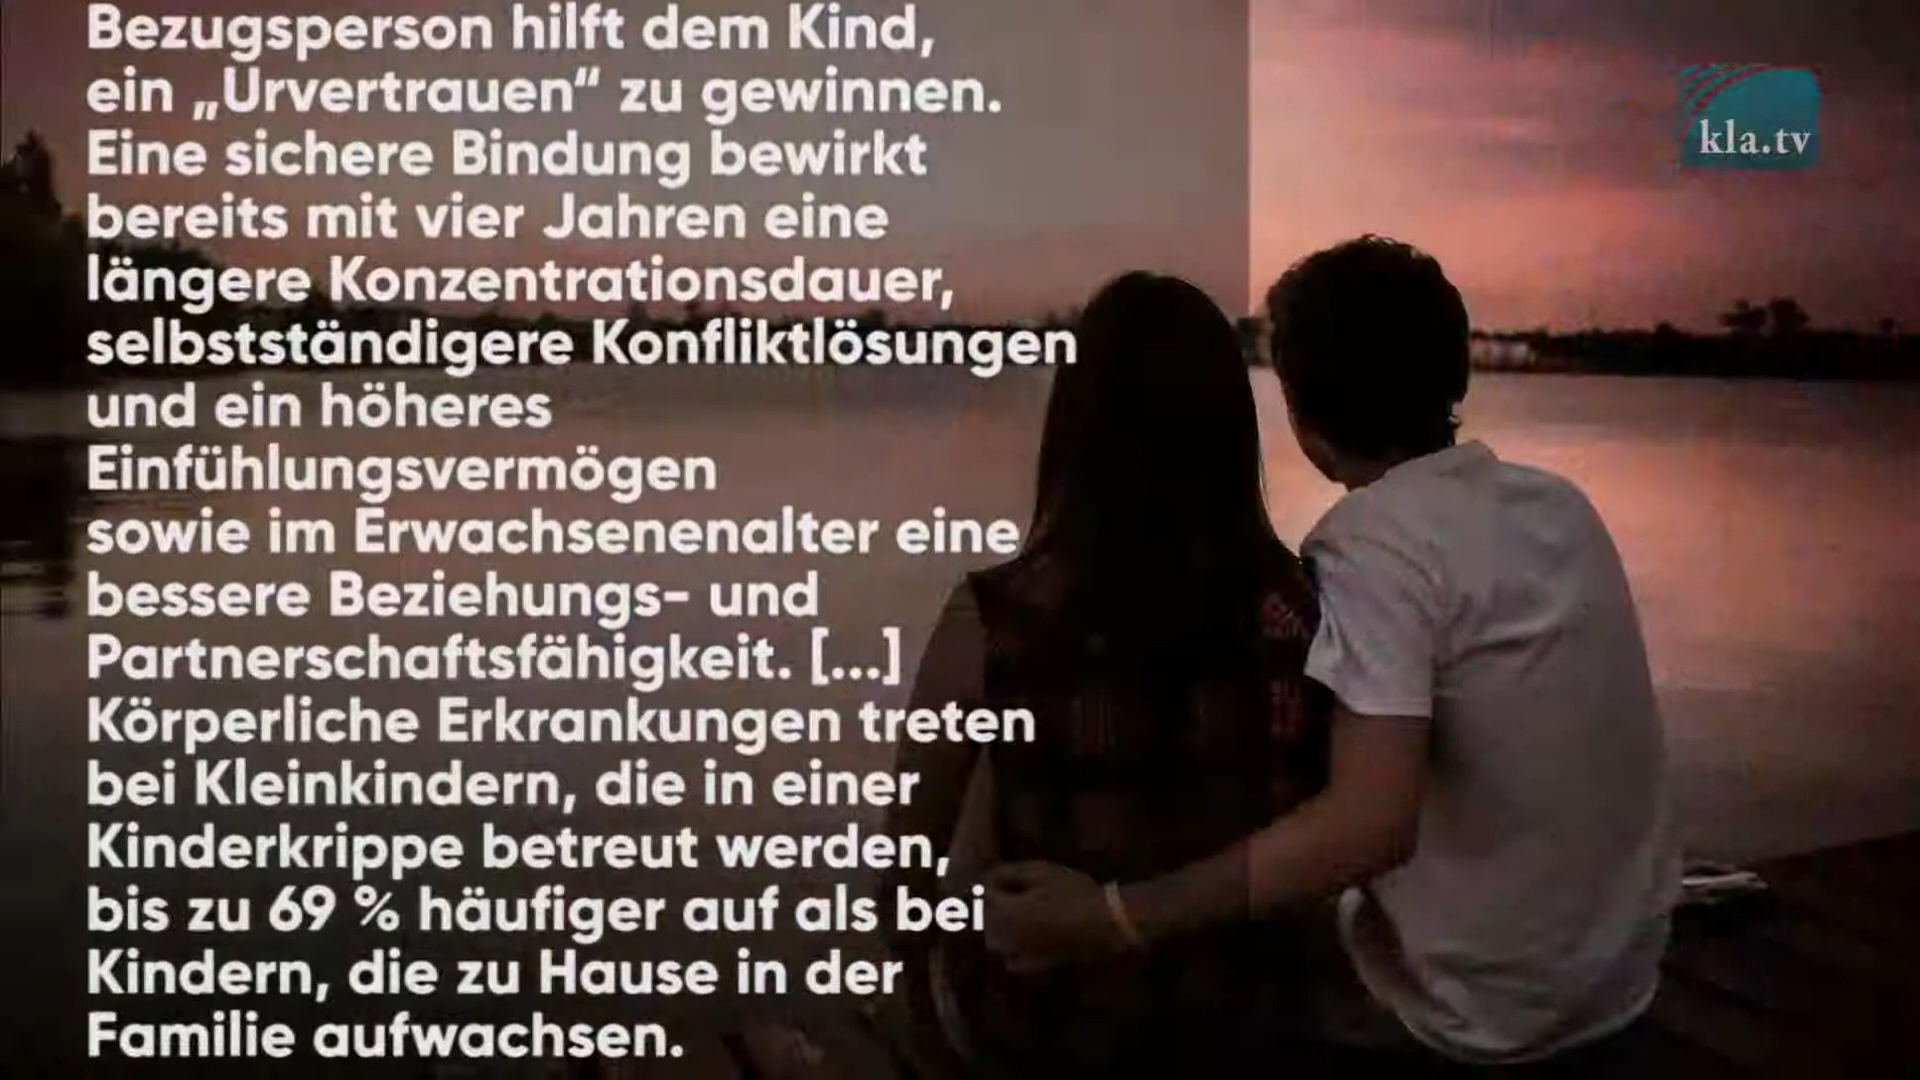 Bezugsperson hilft dem Kind,
ein „Urvertrauen“ zu gewinnen.
Eine sichere Bindung bewirkt
bereits mit vier Jahren eine
längere Konzentrationsdauer,
selbstständigere Konfliktlösungen
und ein höheres
Einfühlungsvermögen
sowie im Erwachsenenalter eine
bessere Beziehungs- und
Partnerschaftsfähigkeit. [...]
Körperliche Erkrankungen treten
bei Kleinkindern, die in einer
Kinderkrippe betreut werden,
bis zu 69 % häufiger auf als bei
Kindern, die zu Hause in der
Familie aufwachsen.
kla.tv